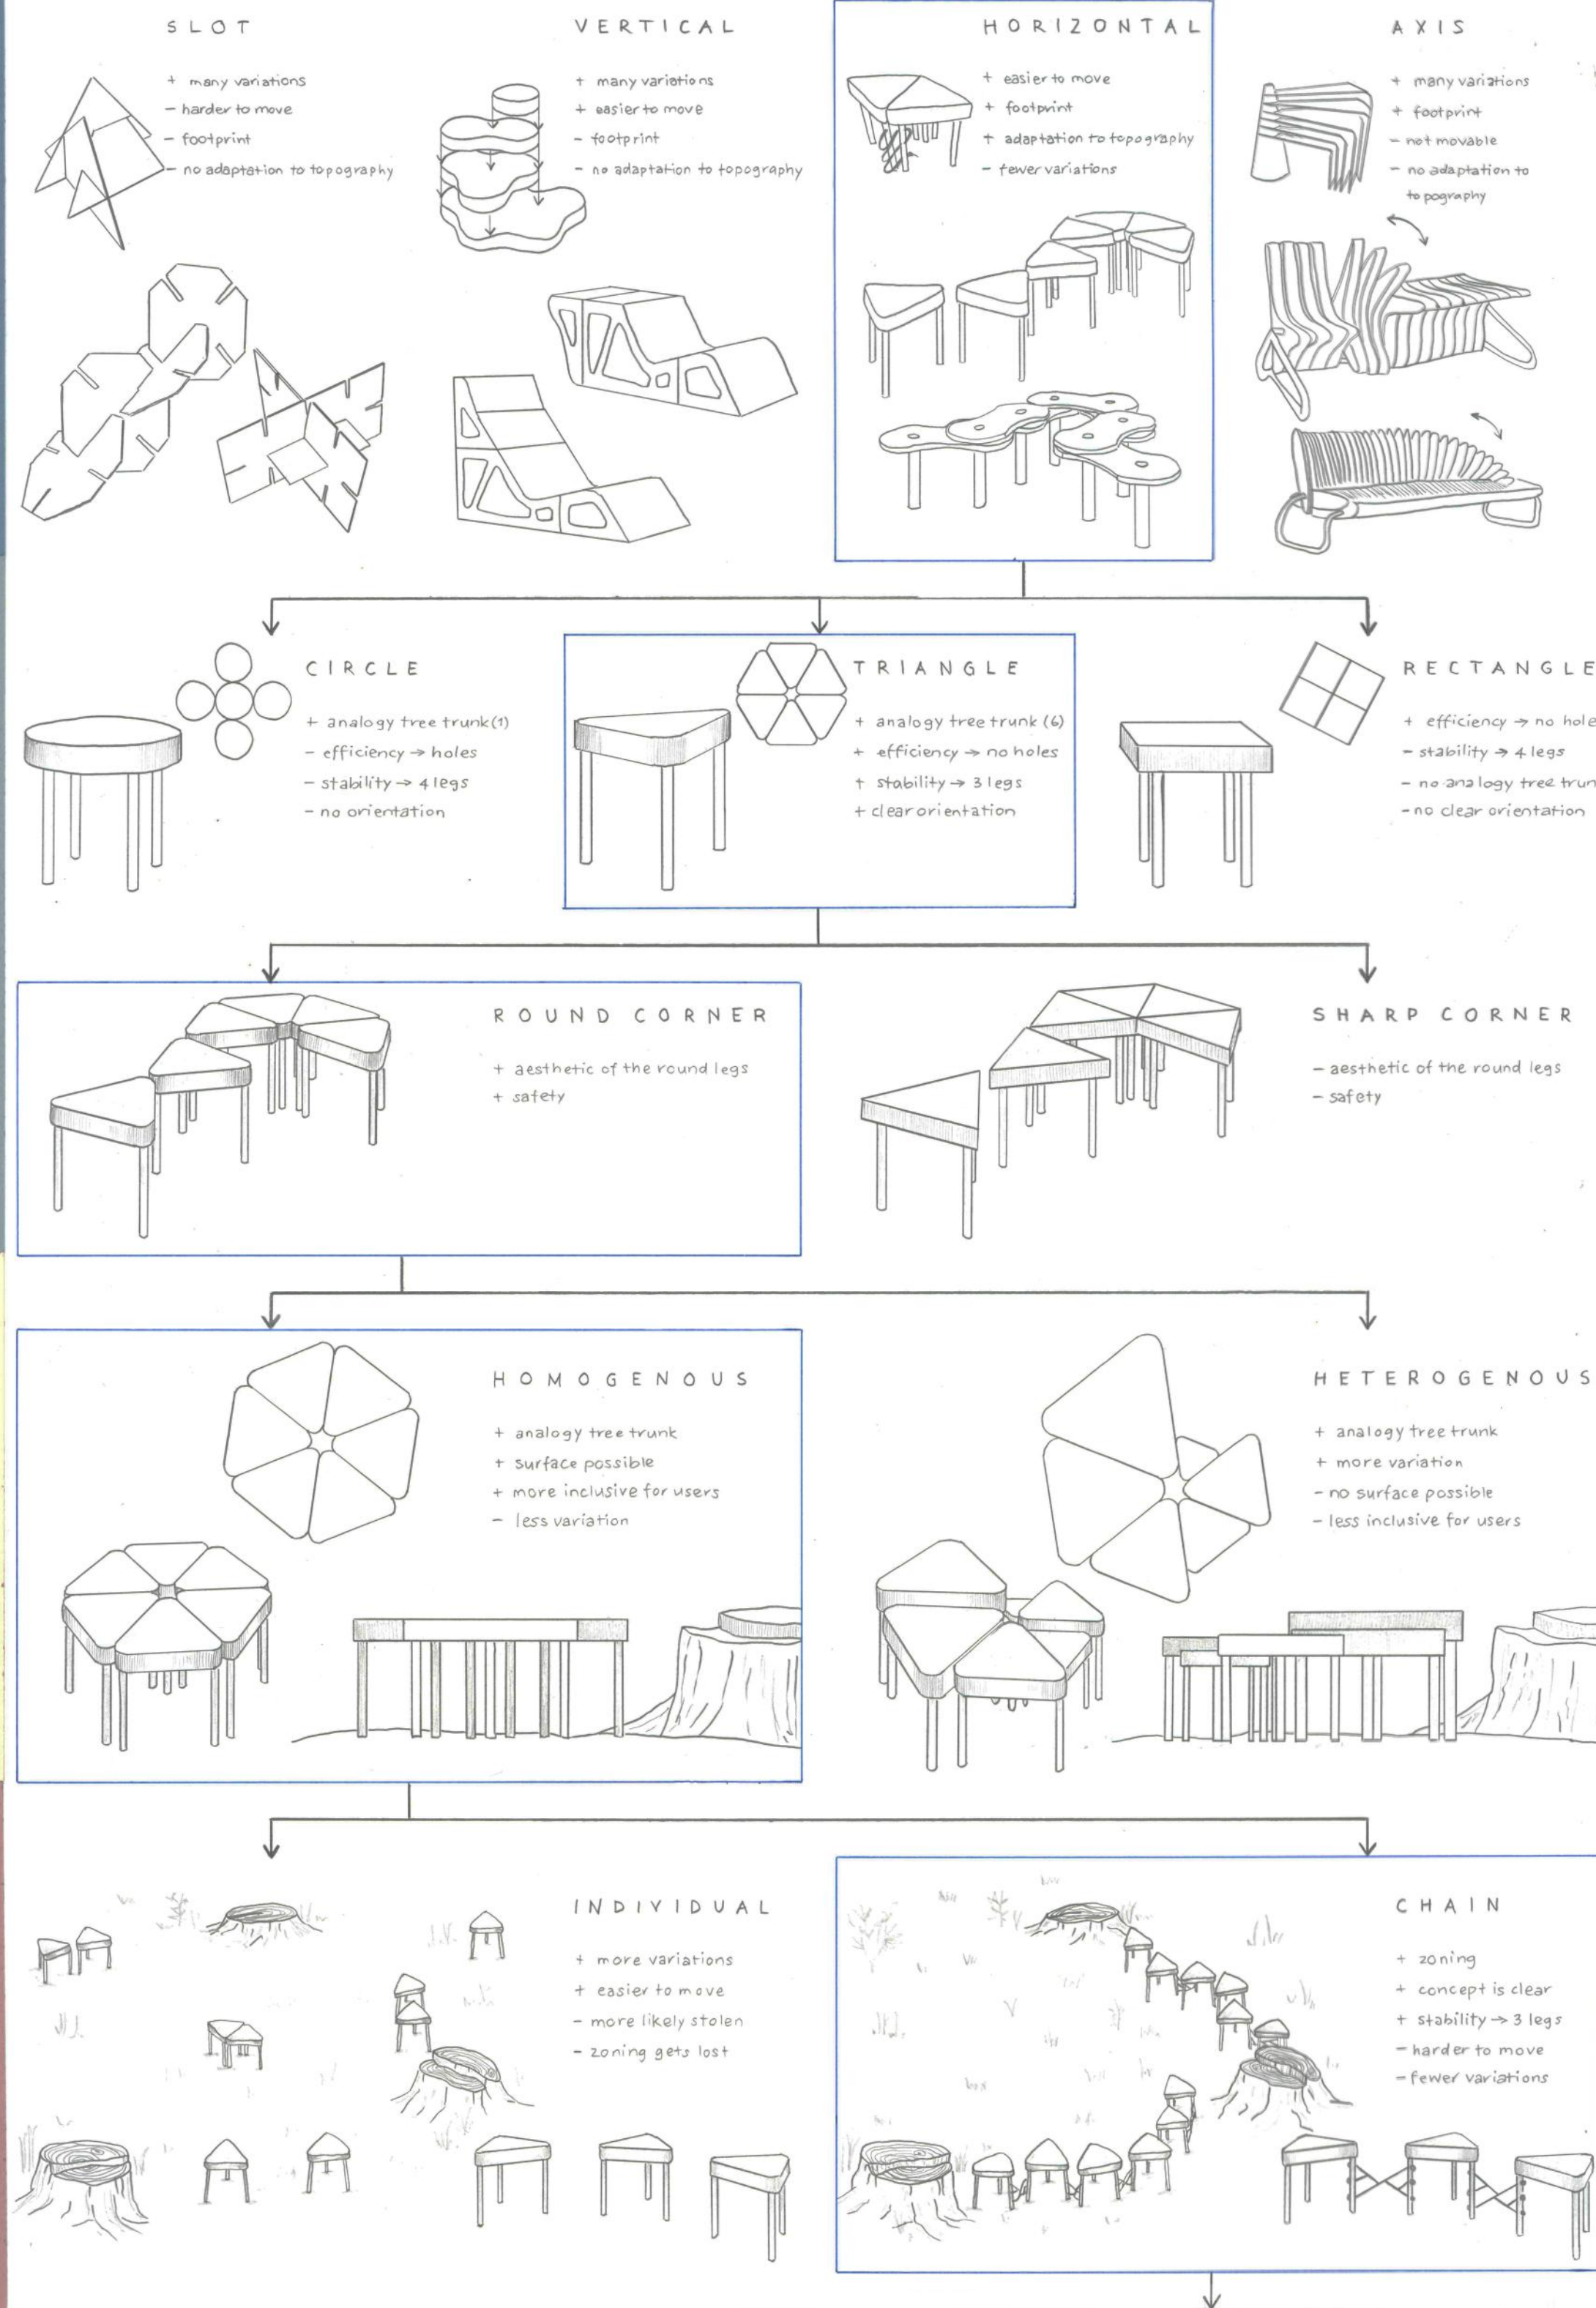 SLOT
+ many variations
- harder to move
- footprint
- no adaptation to topography
VERTICAL
+ many variations
+ easier to move
- footprint
- no adaptation to topography
HORIZONTAL
+ easier to move
+ footprint
+ adaptation to topography
- fewer variations
AXIS
+ many variations
+ footprint
- not movable
- no adaptation to
topography
CIRCLE
+ analogy tree trunk (1)
- efficiency → holes
- stability → 4 legs
- no orientation
TRIANGLE
+ analogy tree trunk (6)
+ efficiency → no holes
+ stability → 3 legs
+ clear orientation
RECTANGLE
+ efficiency → no hole
- stability → 4 legs
- no analogy tree trun
- no clear orientation
ROUND CORNER
+ aesthetic of the round legs
+ safety
SHARP CORNER
- aesthetic of the round legs
- safety
HOMOGENOUS
+ analogy tree trunk
+ surface possible
+ more inclusive for users
- less variation
HETEROGENOUS
+ analogy tree trunk
+ more variation
- no surface possible
- less inclusive for users
INDIVIDUAL
+ more variations
+ easier to move
- more likely stolen
- zoning gets lost
CHAIN
+ zoning
+ concept is clear
+ stability → 3 legs
- harder to move
- fewer variations